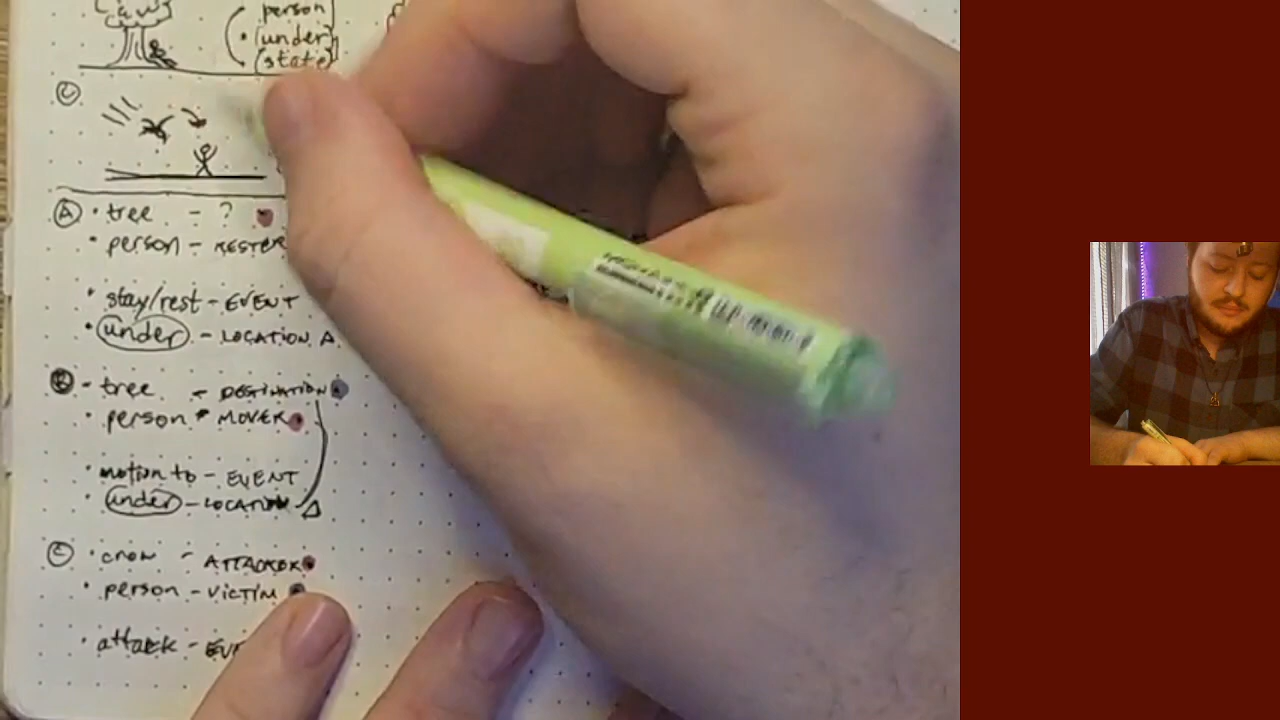 person
• (under)
(state)
C
A • tree - ?
• person - RESTER
• stay/rest - EVENT
• under - LOCATION Δ
B - tree - DESTINATION
• person - MOVER
• motion to - EVENT
• under - LOCATION Δ
C • crow - ATTACKER
• person - VICTIM
• attack -